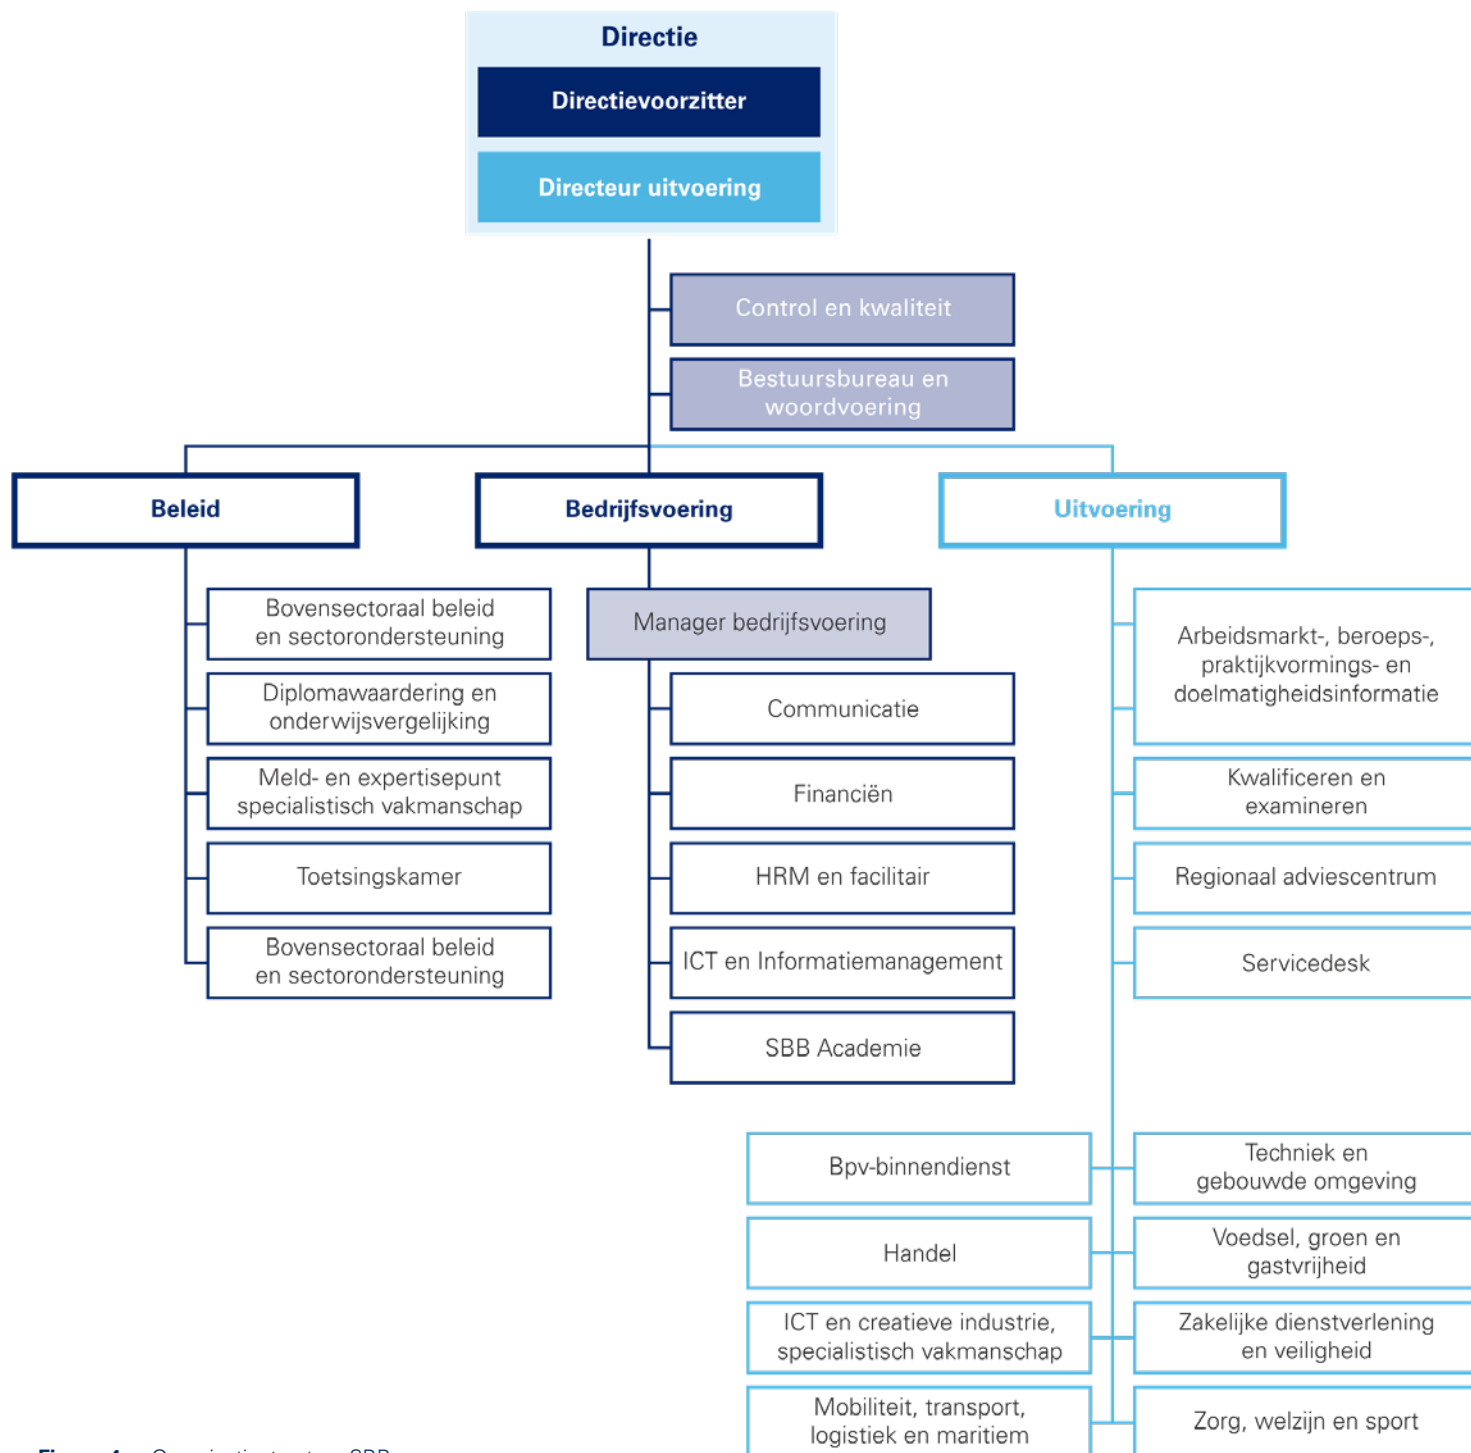 Directie
Directievoorzitter
Directeur uitvoering
Control en kwaliteit
Bestuursbureau en
woordvoering
Beleid
Bedrijfsvoering
Uitvoering
Bovensectoraal beleid
en sectorondersteuning
Diplomawaardering en
onderwijsvergelijking
Meld- en expertisepunt
specialistisch vakmanschap
Toetsingskamer
Bovensectoraal beleid
en sectorondersteuning
Manager bedrijfsvoering
Communicatie
Financiën
HRM en facilitair
ICT en Informatiemanagement
SBB Academie
Arbeidsmarkt-, beroeps-,
praktijkvormings- en
doelmatigheidsinformatie
Kwalificeren en
examineren
Regionaal adviescentrum
Servicedesk
Bpv-binnendienst
Handel
ICT en creatieve industrie,
specialistisch vakmanschap
Mobiliteit, transport,
logistiek en maritiem
Techniek en
gebouwde omgeving
Voedsel, groen en
gastvrijheid
Zakelijke dienstverlening
en veiligheid
Zorg, welzijn en sport